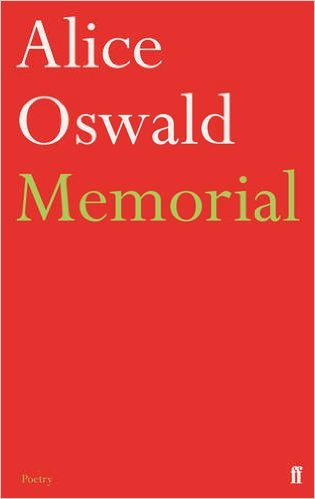 Alice
Oswald
Memorial
Poetry
ff